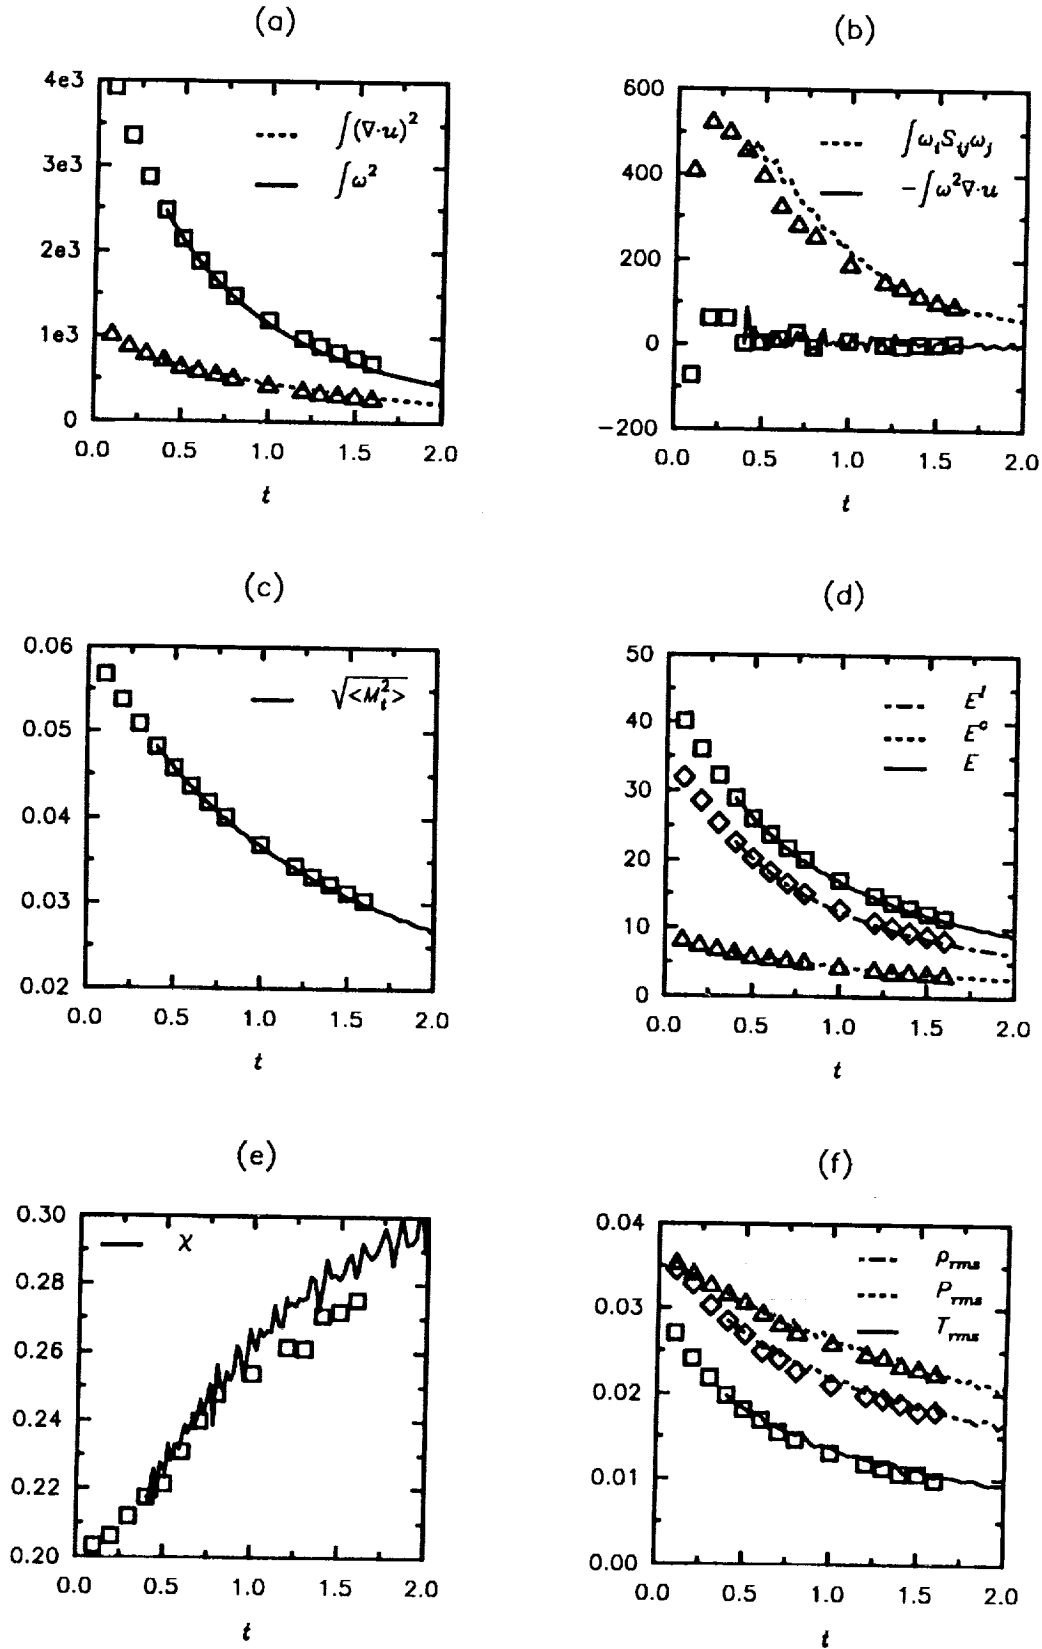 (a)
4e3
3e3
2e3
1e3
0
∫(∇·u)²
∫ω²
0.0 0.5 1.0 1.5 2.0
t
(b)
600
400
200
0
−200
∫ωᵢSᵢⱼωⱼ
−∫ω²∇·u
0.0 0.5 1.0 1.5 2.0
t
(c)
0.06
0.05
0.04
0.03
0.02
√<Mₜ²>
0.0 0.5 1.0 1.5 2.0
t
(d)
50
40
30
20
10
0
Eᴵ
Eᶜ
E
0.0 0.5 1.0 1.5 2.0
t
(e)
0.30
0.28
0.26
0.24
0.22
0.20
χ
0.0 0.5 1.0 1.5 2.0
t
(f)
0.04
0.03
0.02
0.01
0.00
ρrms
Prms
Trms
0.0 0.5 1.0 1.5 2.0
t